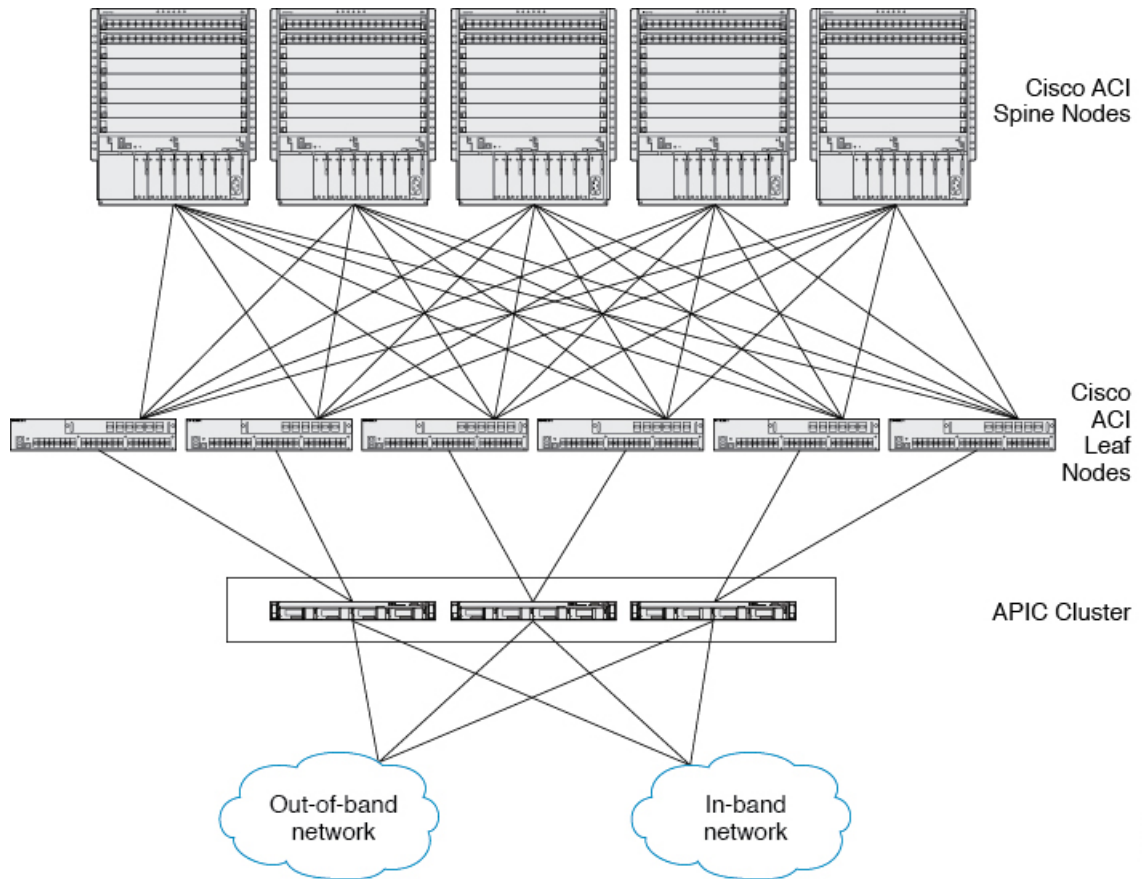 Cisco ACI
Spine Nodes
Cisco
ACI
Leaf
Nodes
APIC Cluster
Out-of-band
network
In-band
network